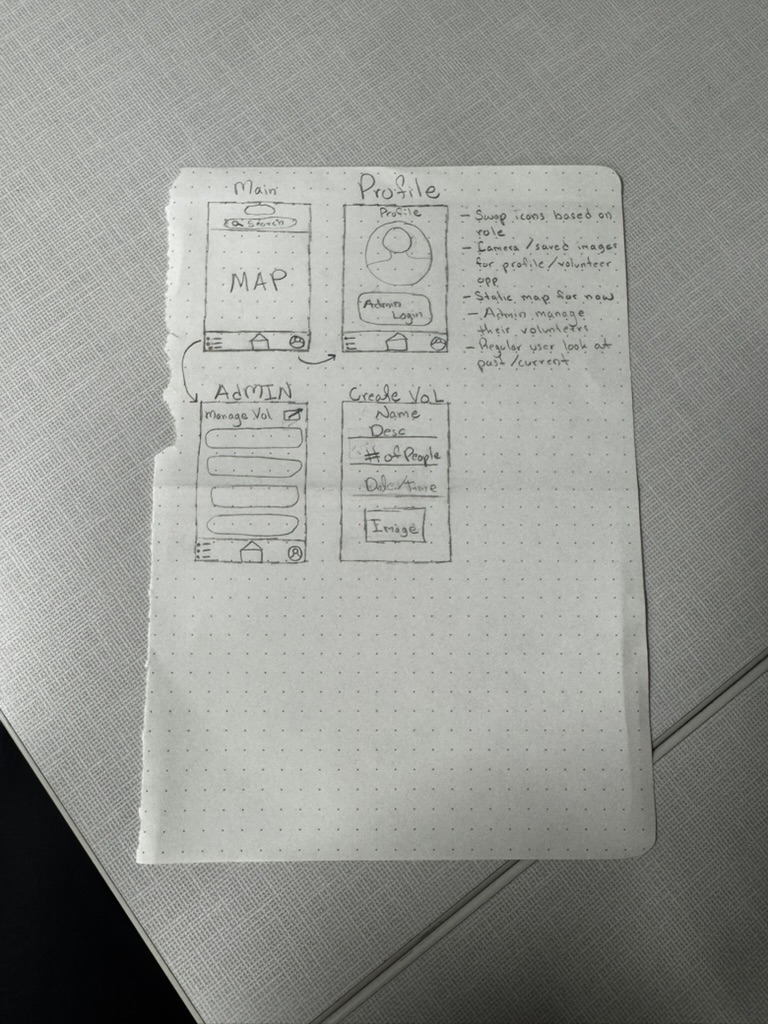 Main
Search
MAP
Profile
Profile
Admin
Login
- Swap icons based on
role
- Camera/saved images
for profile/volunteer
opp
- Static map for now
- Admin manage
their volunteers
- Regular user look at
past/current
ADMIN
Manage Vol
Create Vol
Name
Desc
# of People
Date/time
Image